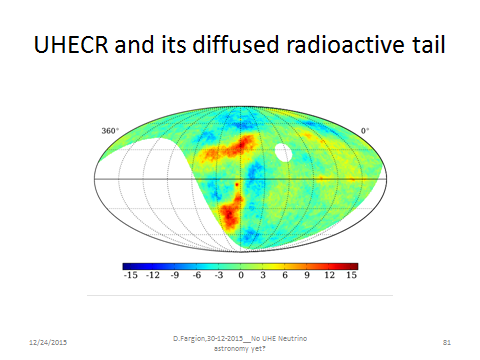 UHECR and its diffused radioactive tail
360° 0°
-15 -12 -9 -6 -3 0 3 6 9 12 15
12/24/2015
D.Fargion,30-12-2015__No UHE Neutrino
astronomy yet?
81